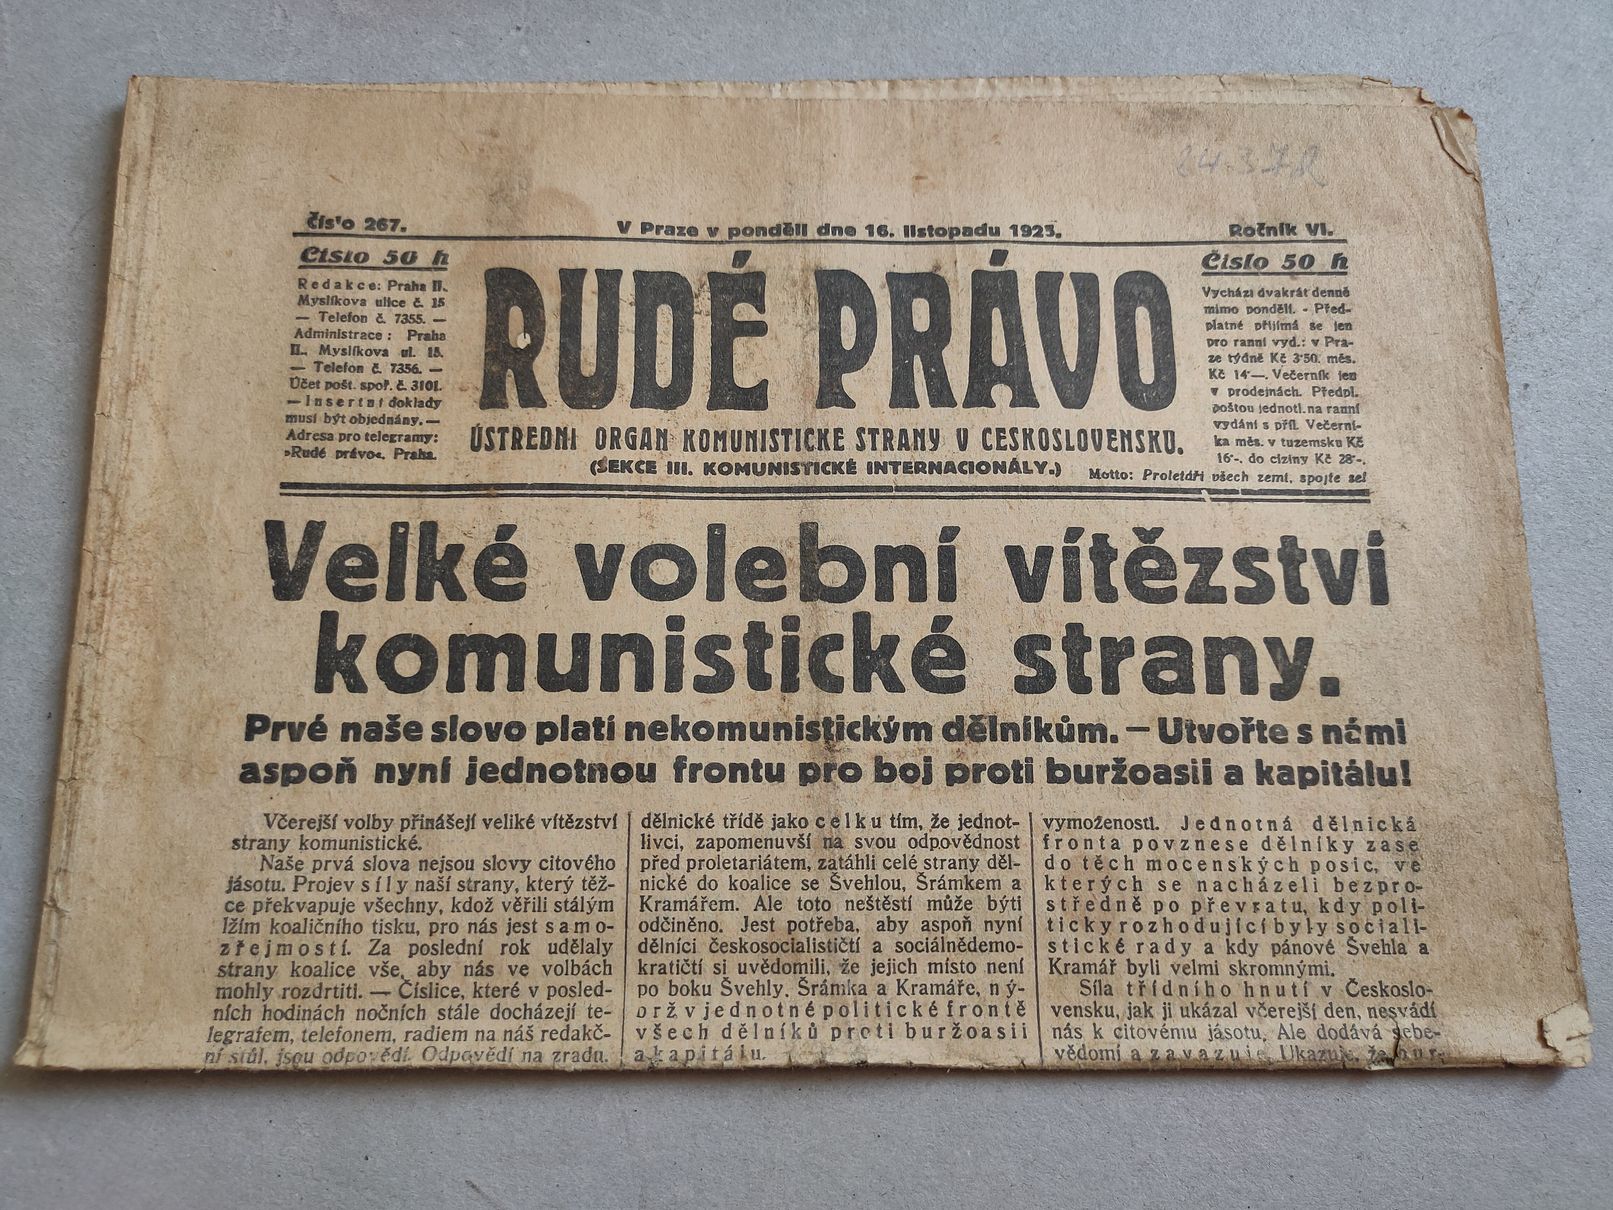 Číslo 267.
V Praze v pondělí dne 16. listopadu 1925.
Ročník VI.
Číslo 50 h
Redakce: Praha II.
Myslíkova ulice č. 15
— Telefon č. 7355. —
Administrace: Praha
II., Myslíkova ul. 15.
— Telefon č. 7356. —
Účet pošt. spoř. č. 3101.
— Insertní doklady
musí být objednány. —
Adresa pro telegramy:
»Rudé právo«, Praha.
RUDÉ PRÁVO
ÚSTŘEDNÍ ORGAN KOMUNISTICKÉ STRANY V ČESKOSLOVENSKU.
(SEKCE III. KOMUNISTICKÉ INTERNACIONÁLY.)
Motto: Proletáři všech zemí, spojte se!
Číslo 50 h
Vychází dvakrát denně
mimo pondělí. - Před-
platné přijímá se jen
pro ranní vyd.: v Pra-
ze týdně Kč 3·50, měs.
Kč 14·—. Večerník jen
v prodejnách. Předpl.
poštou jednotl. na ranní
vydání s příl. Večerní-
ka měs. v tuzemsku Kč
16·-, do ciziny Kč 28·-.
Velké volební vítězství
komunistické strany.
Prvé naše slovo platí nekomunistickým dělníkům. — Utvořte s námi
aspoň nyní jednotnou frontu pro boj proti buržoasii a kapitálu!
Včerejší volby přinášejí veliké vítězství
strany komunistické.
Naše prvá slova nejsou slovy citového
jásotu. Projev síly naší strany, který těž-
ce překvapuje všechny, kdož věřili stálým
lžím koaličního tisku, pro nás jest samo-
zřejmostí. Za poslední rok udělaly
strany koalice vše, aby nás ve volbách
mohly rozdrtiti. — Číslice, které v posled-
ních hodinách nočních stále docházejí te-
legrafem, telefonem, radiem na náš redakč-
ní stůl, jsou odpovědí. Odpovědí na zradu,
dělnické třídě jako celku tím, že jednot-
livci, zapomenuvší na svou odpovědnost
před proletariátem, zatáhli celé strany děl-
nické do koalice se Švehlou, Šrámkem a
Kramářem. Ale toto neštěstí může býti
odčiněno. Jest potřeba, aby aspoň nyní
dělníci českosocialističtí a sociálnědemo-
kratičtí si uvědomili, že jejich místo není
po boku Švehly, Šrámka a Kramáře, ný-
brž v jednotné politické frontě
všech dělníků proti buržoasii
a kapitálu.
vymoženosti. Jednotná dělnická
fronta povznese dělníky zase
do těch mocenských posic, ve
kterých se nacházeli bezpro-
středně po převratu, kdy poli-
ticky rozhodující byly sociali-
stické rady a kdy pánové Švehla a
Kramář byli velmi skromnými.
Síla třídního hnutí v Českoslo-
vensku, jak ji ukázal včerejší den, nesvádí
nás k citovému jásotu. Ale dodává sebe-
vědomí a zavazuje. Ukazuje, že bur-